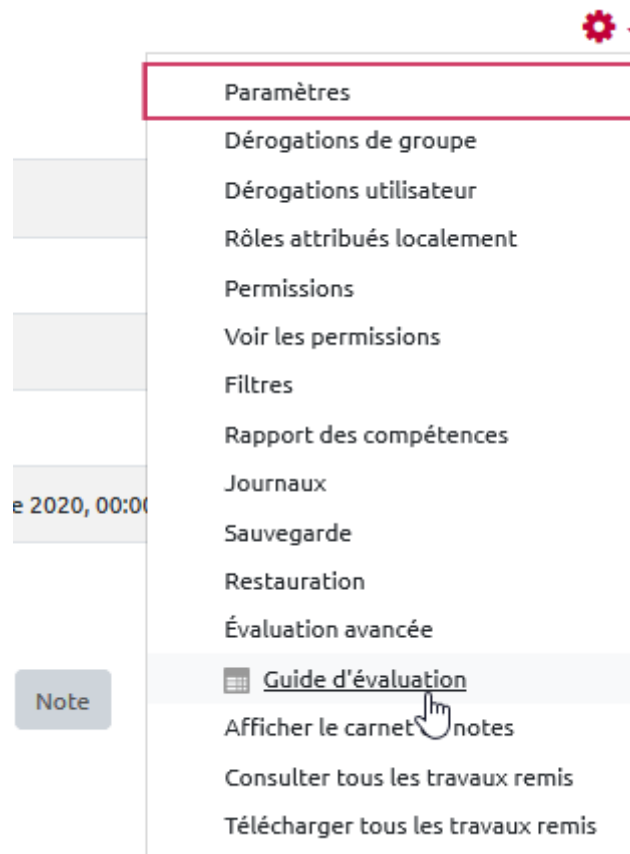 Paramètres
Dérogations de groupe
Dérogations utilisateur
Rôles attribués localement
Permissions
Voir les permissions
Filtres
Rapport des compétences
Journaux
e 2020, 00:00
Sauvegarde
Restauration
Évaluation avancée
Guide d'évaluation
Note
Afficher le carnet notes
Consulter tous les travaux remis
Télécharger tous les travaux remis